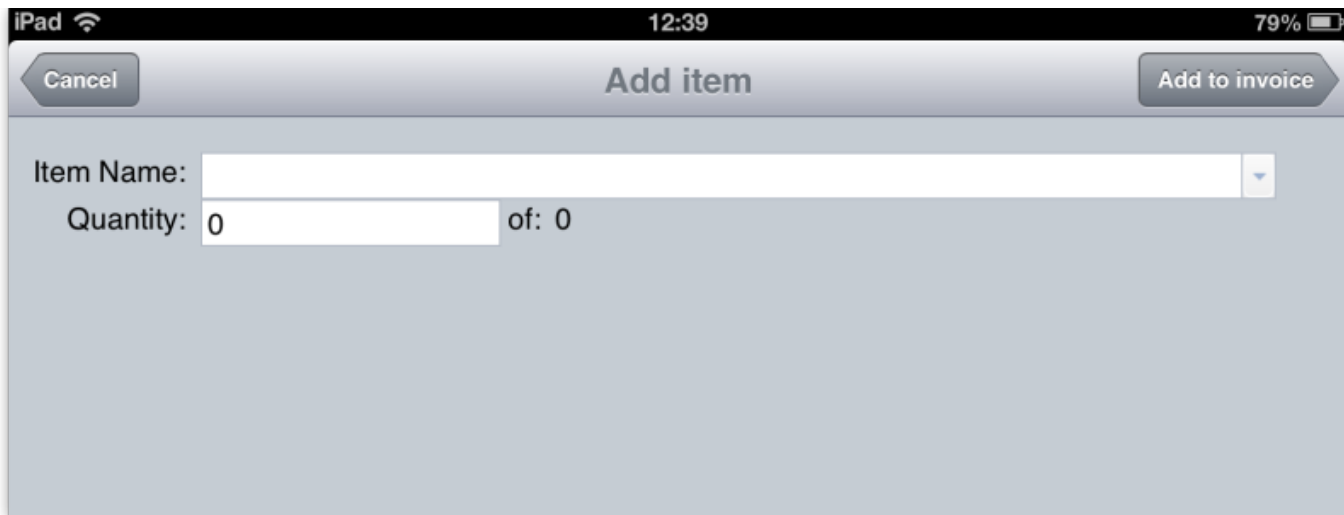 iPad 12:39 79%
Cancel Add item Add to invoice
Item Name:
Quantity: 0 of: 0